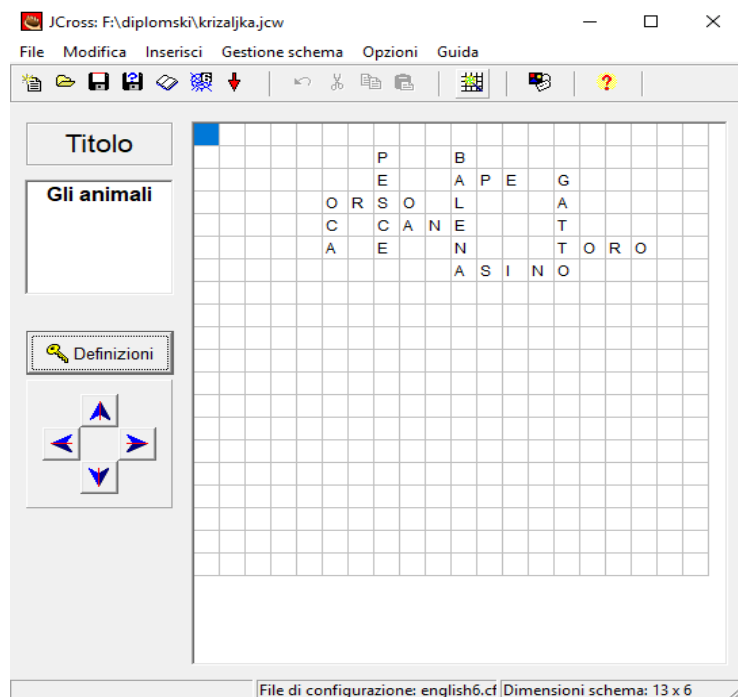 JCross: F:\diplomski\krizaljka.jcw
File Modifica Inserisci Gestione schema Opzioni Guida
Titolo
Gli animali
P B
E A P E G
O R S O L A
C C A N E T
A E N T O R O
A S I N O
Definizioni
File di configurazione: english6.cf Dimensioni schema: 13 x 6